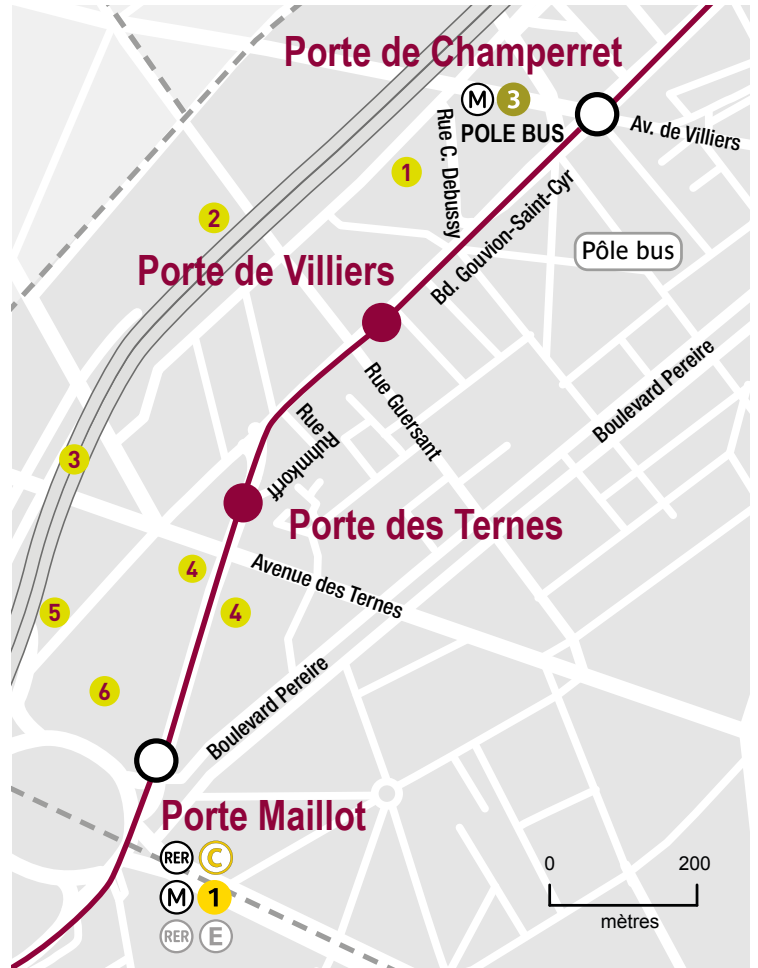 Porte de Champerret
M 3
POLE BUS
Av. de Villiers
Rue C. Debussy
1
2
Bd. Gouvion-Saint-Cyr
Pôle bus
Porte de Villiers
Boulevard Pereire
Rue Guersant
Rue
Ruhmkorff
3
Porte des Ternes
4
Avenue des Ternes
4
5
6
Boulevard Pereire
Porte Maillot
RER C
M 1
RER E
0 200
mètres